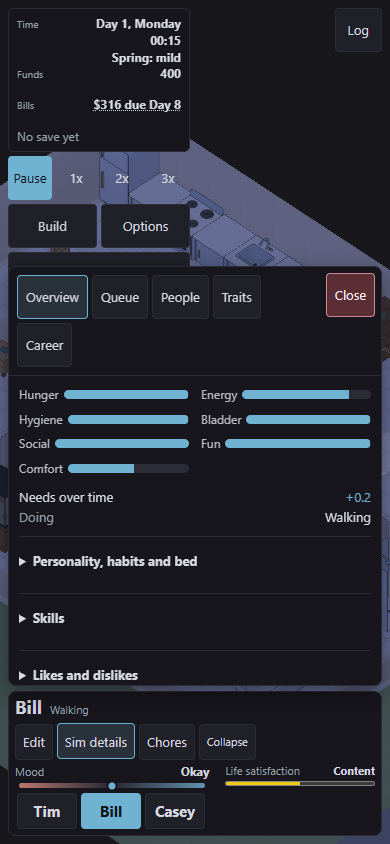 Time Day 1, Monday
00:15
Spring: mild
Funds 400
Bills $316 due Day 8
No save yet
Log
Pause 1x 2x 3x
Build Options
Overview Queue People Traits Close
Career
Hunger Energy
Hygiene Bladder
Social Fun
Comfort
Needs over time +0.2
Doing Walking
Personality, habits and bed
Skills
Likes and dislikes
Bill Walking
Edit Sim details Chores Collapse
Mood Okay Life satisfaction Content
Tim Bill Casey